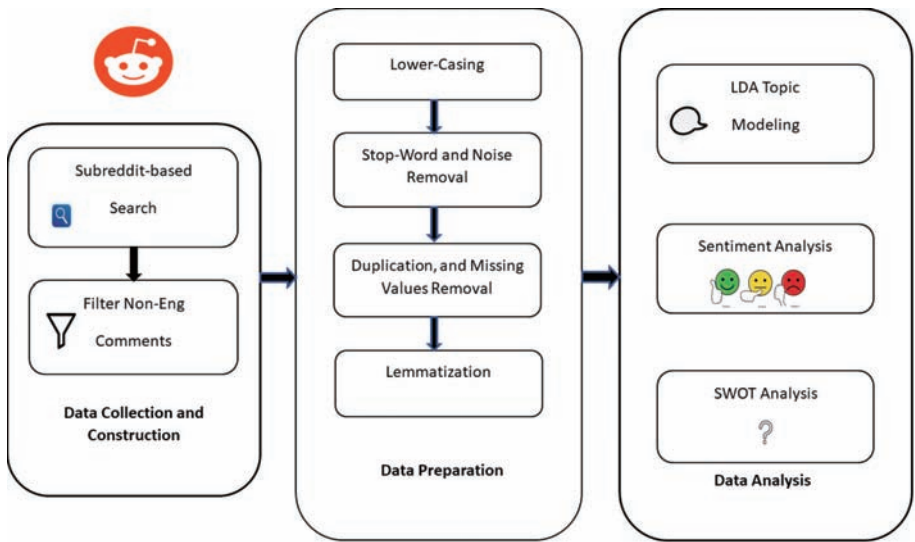 Subreddit-based
Search
Filter Non-Eng
Comments
Data Collection and
Construction
Lower-Casing
Stop-Word and Noise
Removal
Duplication, and Missing
Values Removal
Lemmatization
Data Preparation
LDA Topic
Modeling
Sentiment Analysis
SWOT Analysis
?
Data Analysis